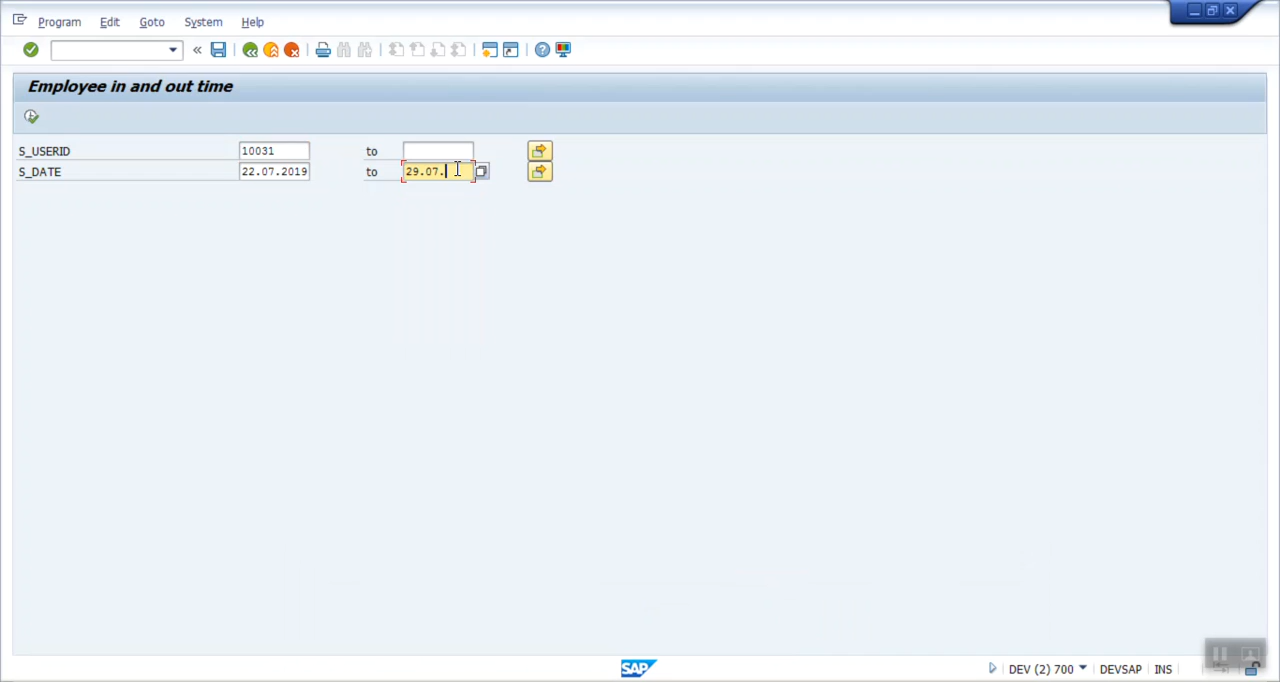 Program Edit Goto System Help
Employee in and out time
S_USERID 10031 to
S_DATE 22.07.2019 to 29.07.
SAP DEV (2) 700 DEVSAP INS